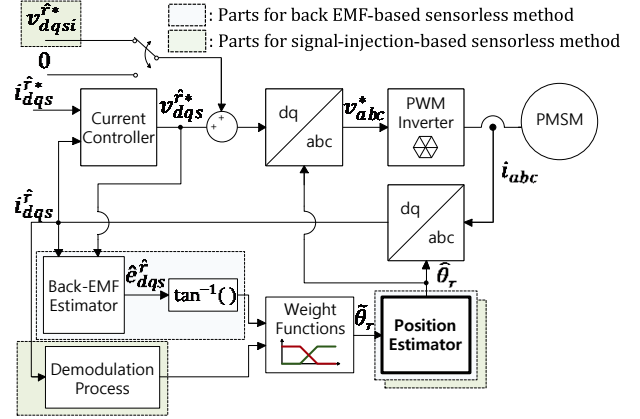 v^{r̂*}_{dqsi}
: Parts for back EMF-based sensorless method
: Parts for signal-injection-based sensorless method
0
i^{r̂*}_{dqs}
Current
Controller
v^{r̂*}_{dqs}
+
+
dq
abc
v^{*}_{abc}
PWM
Inverter
PMSM
i_{abc}
i^{r̂}_{dqs}
dq
abc
θ̂_r
Back-EMF
Estimator
ê^{r̂}_{dqs}
tan⁻¹()
Weight
Functions
θ̃_r
Position
Estimator
Demodulation
Process